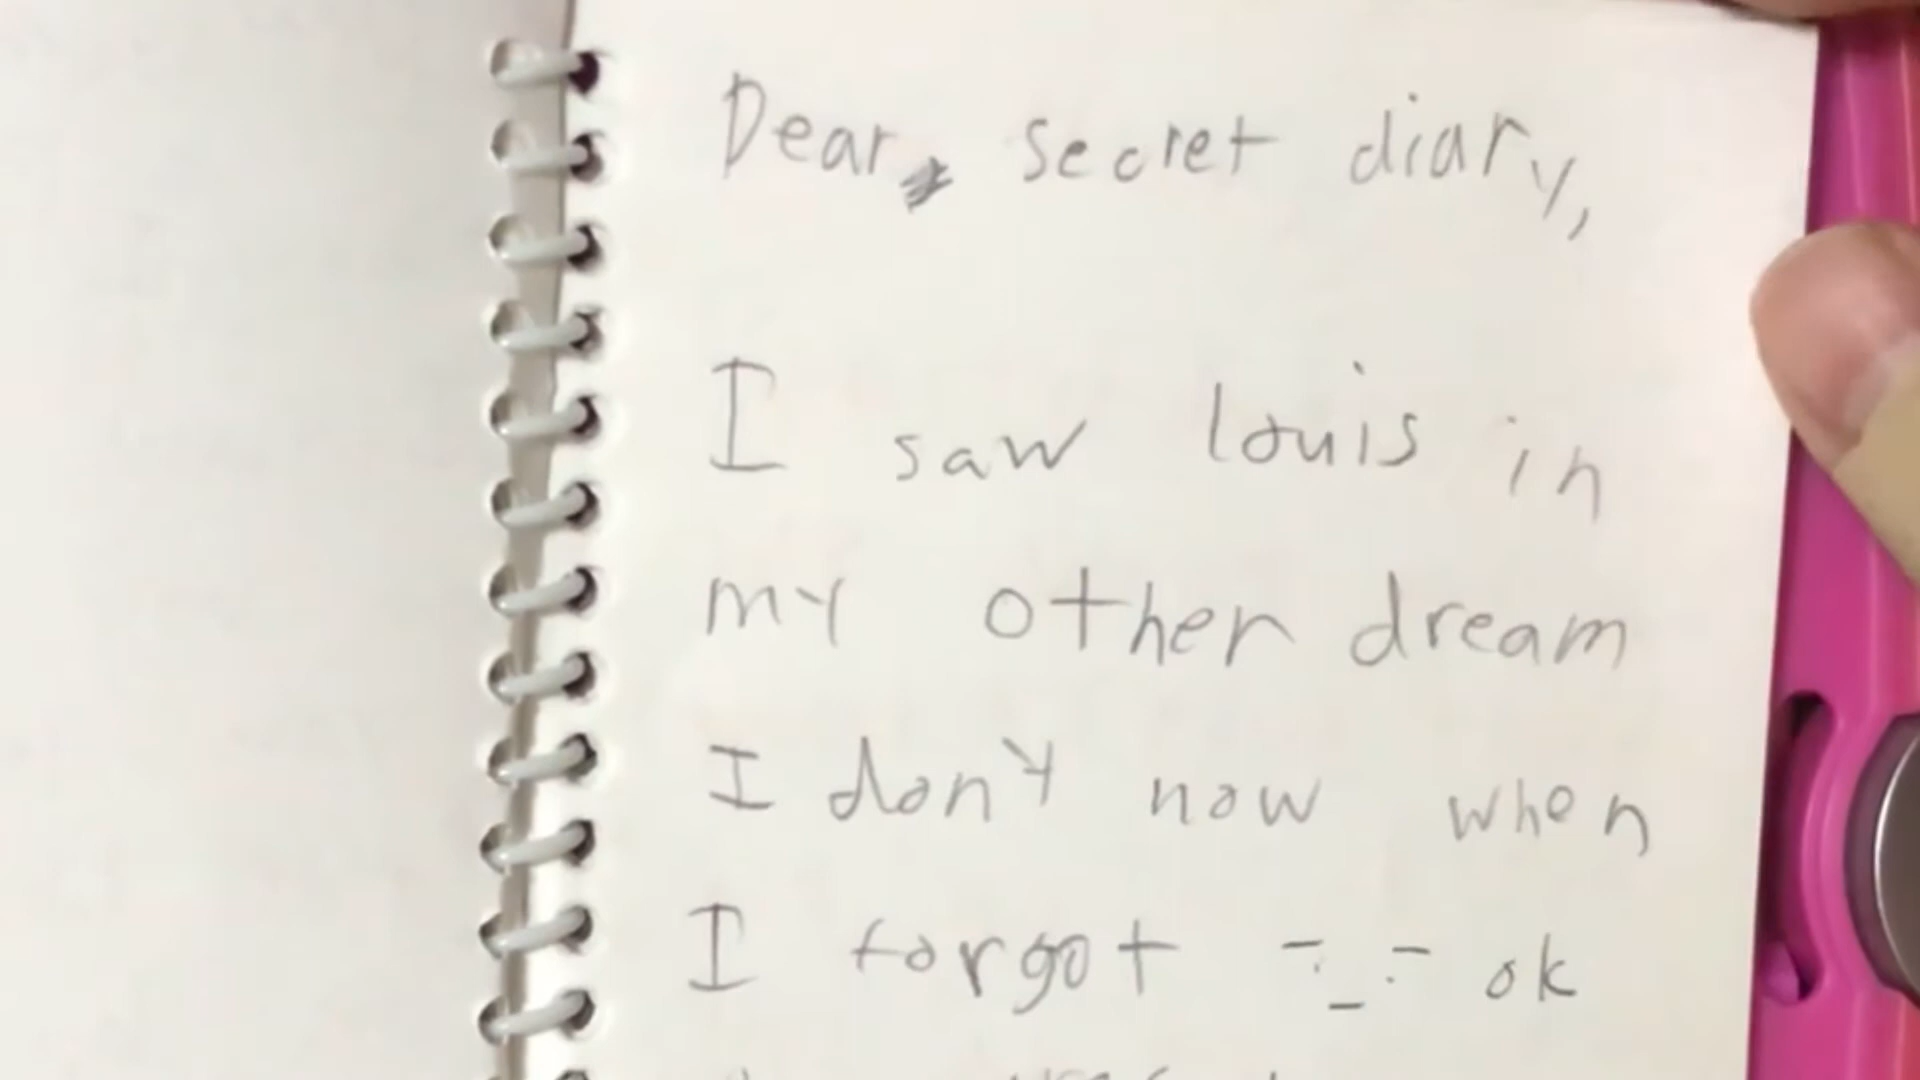 Dear, secret diary,
I saw louis in
my other dream
I don't now when
I forgot -._.- ok